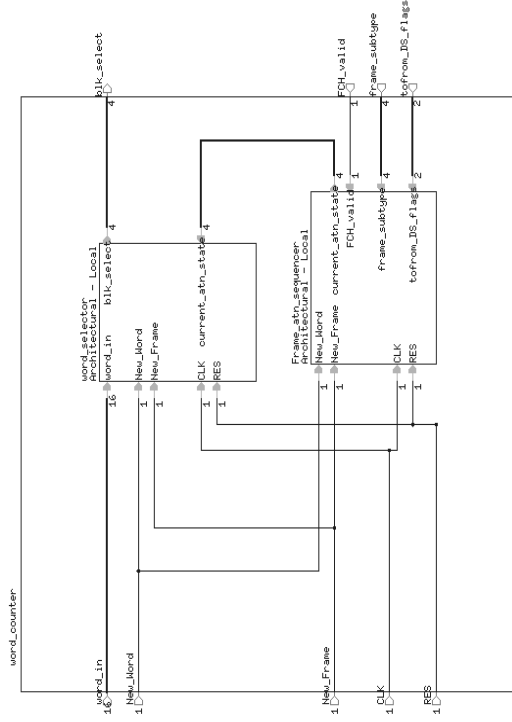 word_counter
word_selector
Architectural - Local
word_in
16
16
word_in
blk_select
4
4
blk_select
New_Word
1
1
New_Word
1
New_Frame
CLK
1
current_atn_state
4
RES
1
Frame_atn_sequencer
Architectural - Local
New_Word
1
New_Frame
1
1
New_Frame
current_atn_state
4
FCH_valid
1
1
FCH_valid
frame_subtype
4
4
frame_subtype
CLK
1
1
CLK
RES
1
tofrom_DS_flags
2
2
tofrom_DS_flags
RES
1